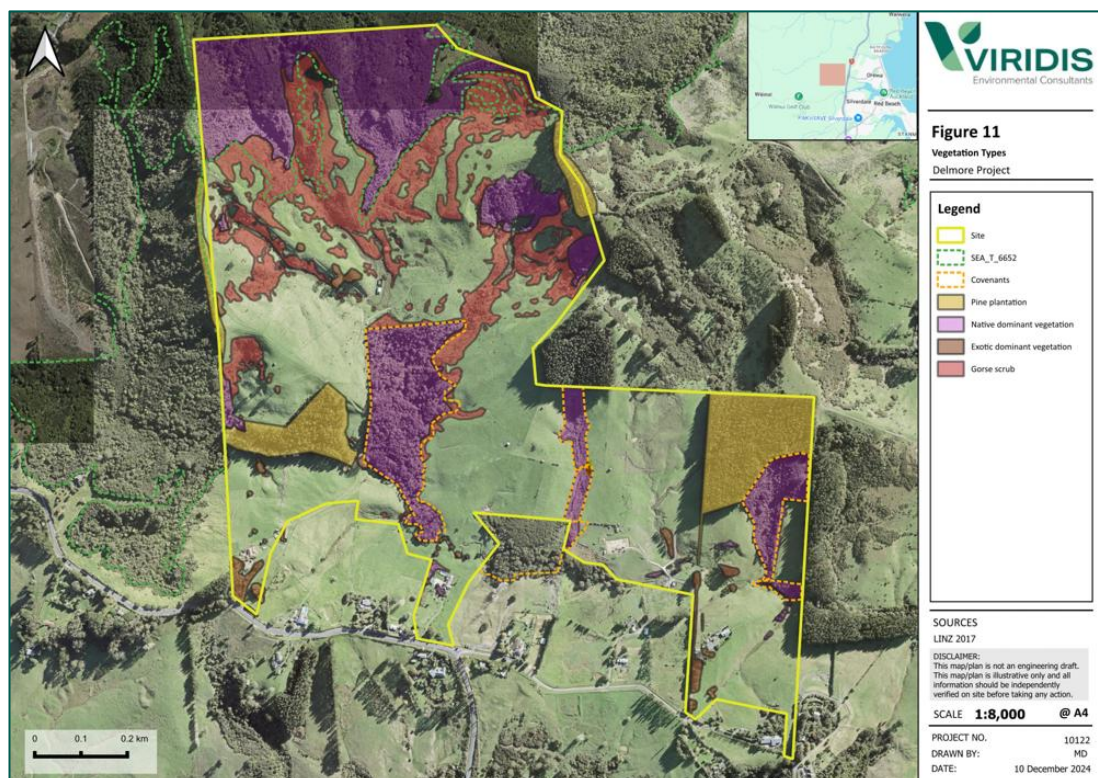 VIRIDIS
Environmental Consultants
Figure 11
Vegetation Types
Delmore Project
Legend
Site
SEA_T_6652
Covenants
Pine plantation
Native dominant vegetation
Exotic dominant vegetation
Gorse scrub
SOURCES
LINZ 2017
DISCLAIMER:
This map/plan is not an engineering draft.
This map/plan is illustrative only and all
information should be independently
verified on site before taking any action.
SCALE 1:8,000 @ A4
PROJECT NO. 10122
DRAWN BY: MD
DATE: 10 December 2024
0 0.1 0.2 km
Orewa
Wainui
Silverdale
Red Beach